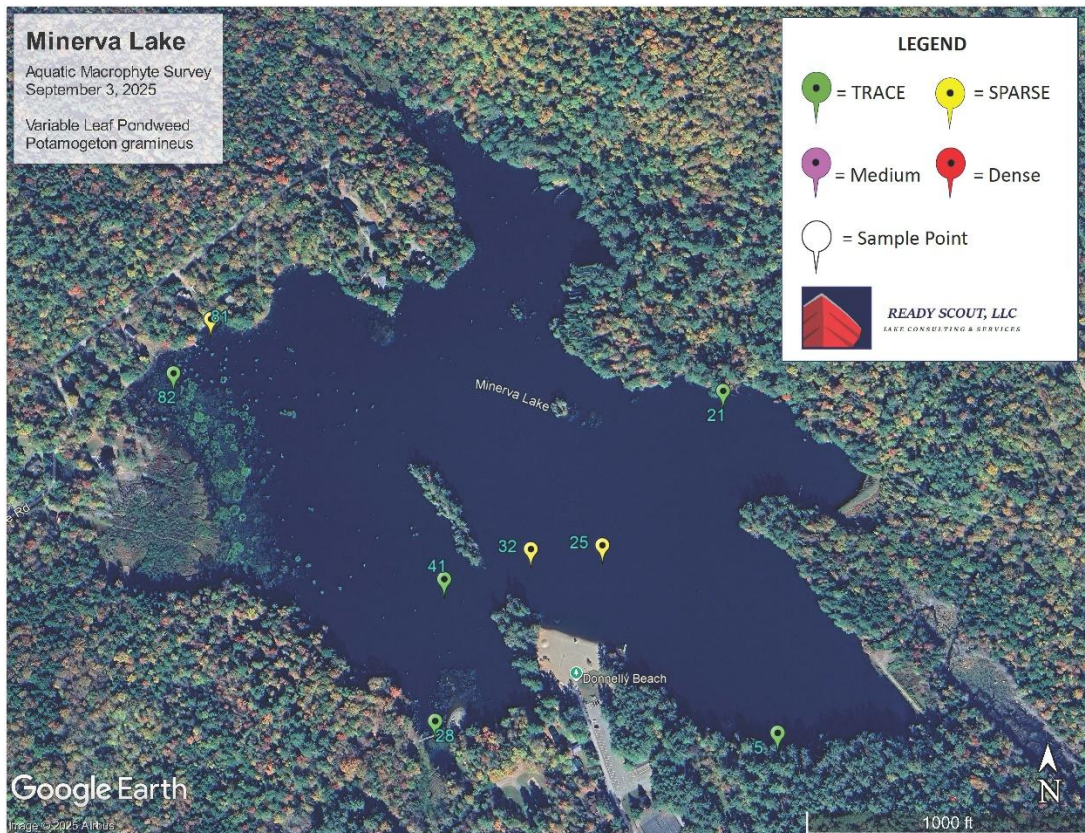 Minerva Lake
Aquatic Macrophyte Survey
September 3, 2025
Variable Leaf Pondweed
Potamogeton gramineus
LEGEND
= TRACE
= SPARSE
= Medium
= Dense
= Sample Point
READY SCOUT, LLC
LAKE CONSULTING & SERVICES
81
82
21
Minerva Lake
Rd
32
25
41
Donnelly Beach
28
5
Google Earth
Image © 2025 Airbus
N
1000 ft